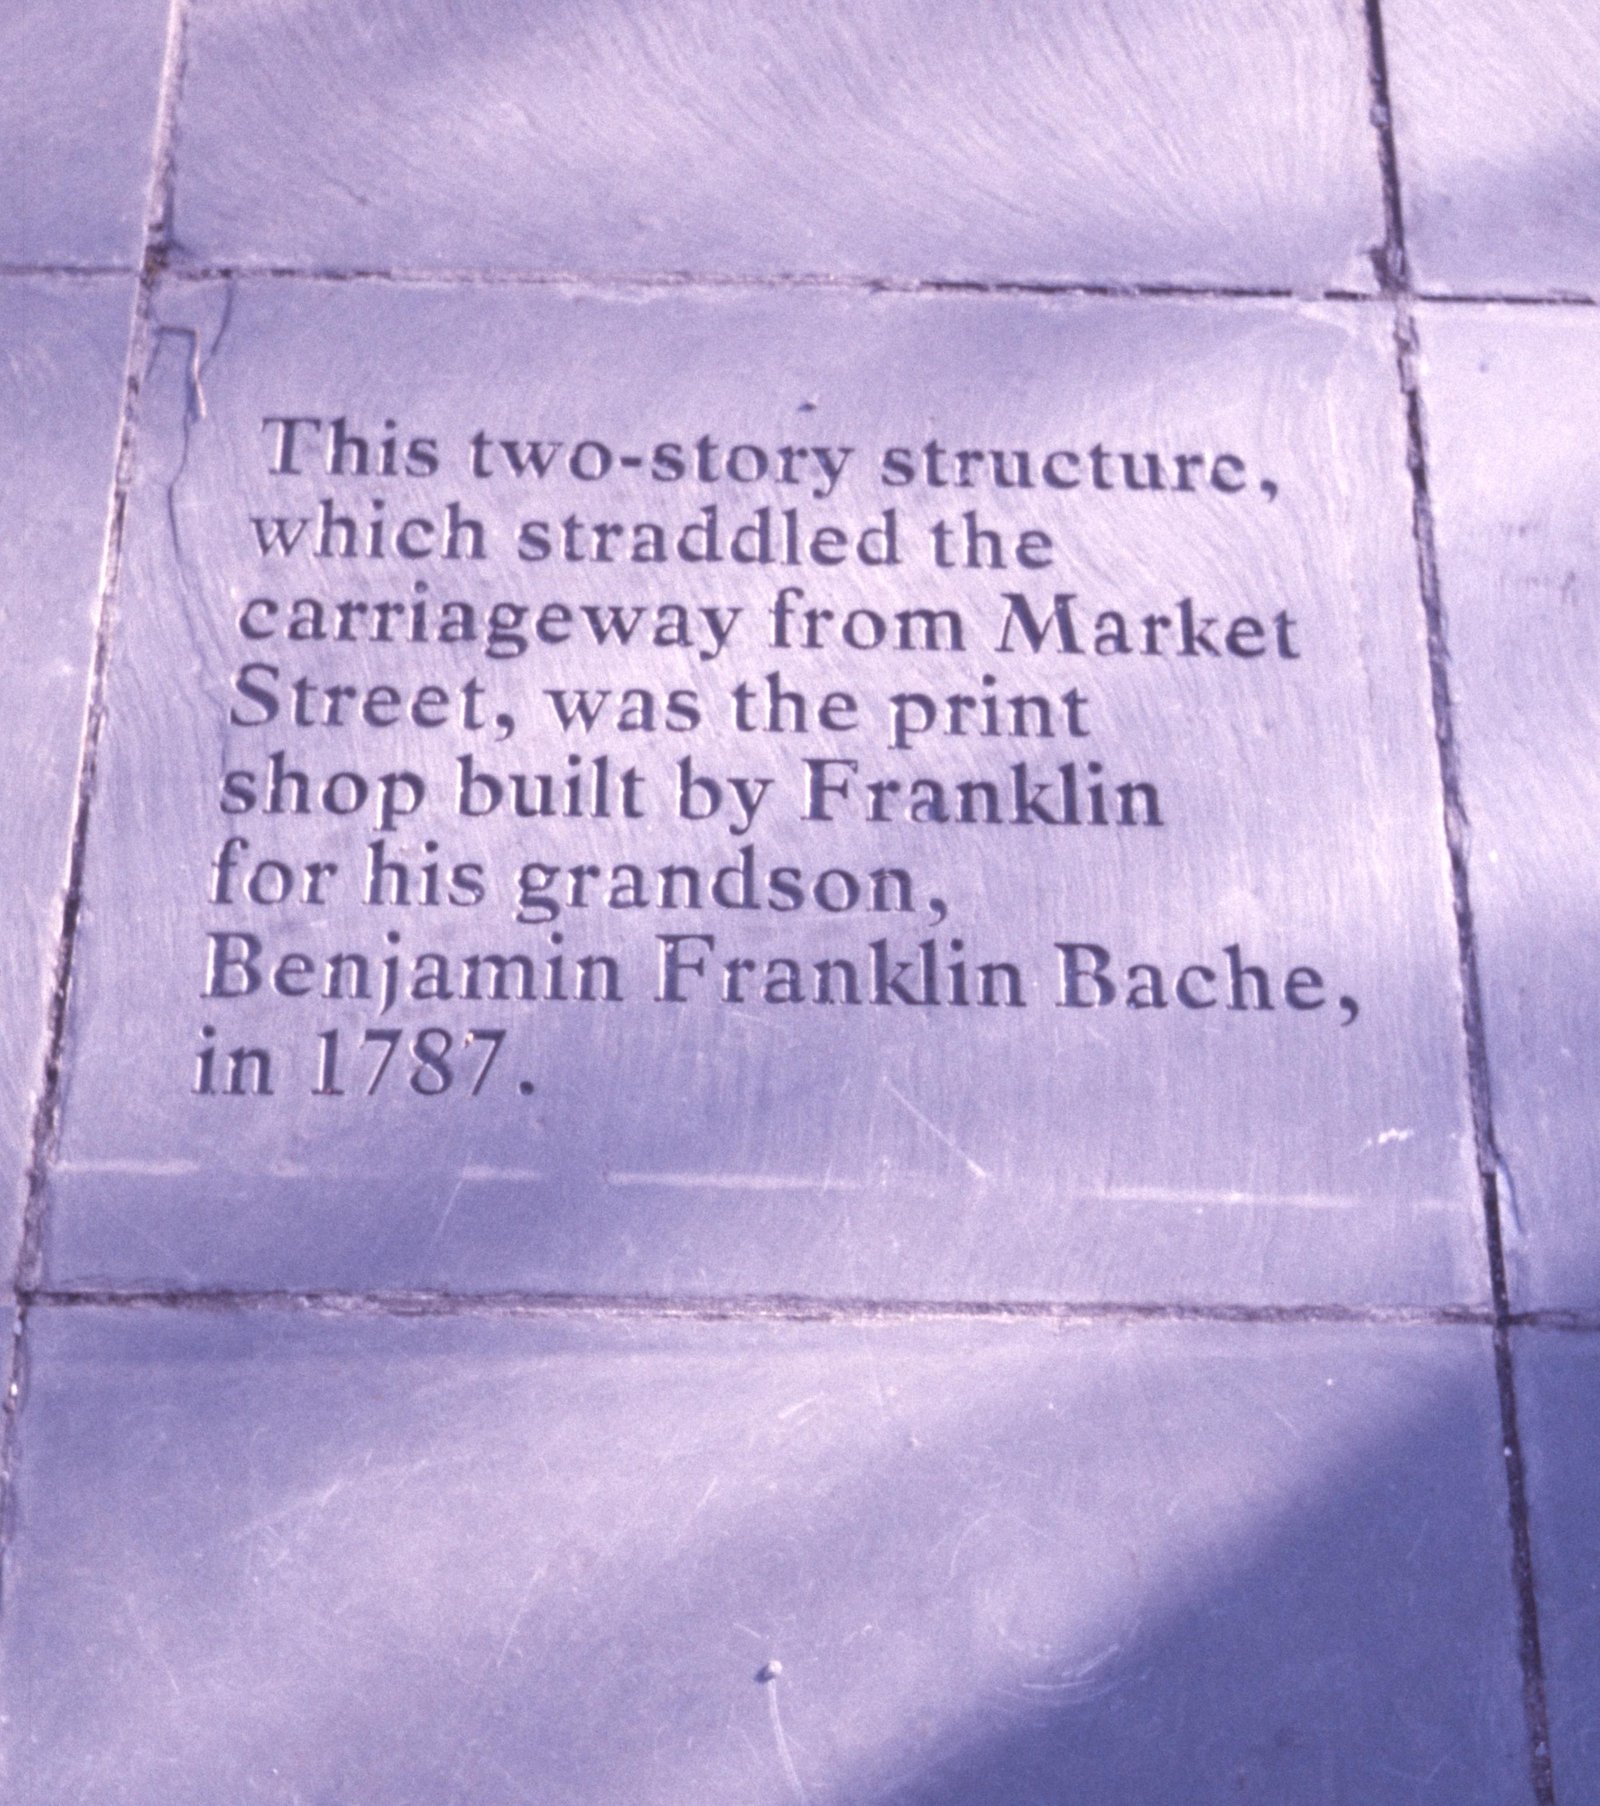 This two-story structure,
which straddled the
carriageway from Market
Street, was the print
shop built by Franklin
for his grandson,
Benjamin Franklin Bache,
in 1787.